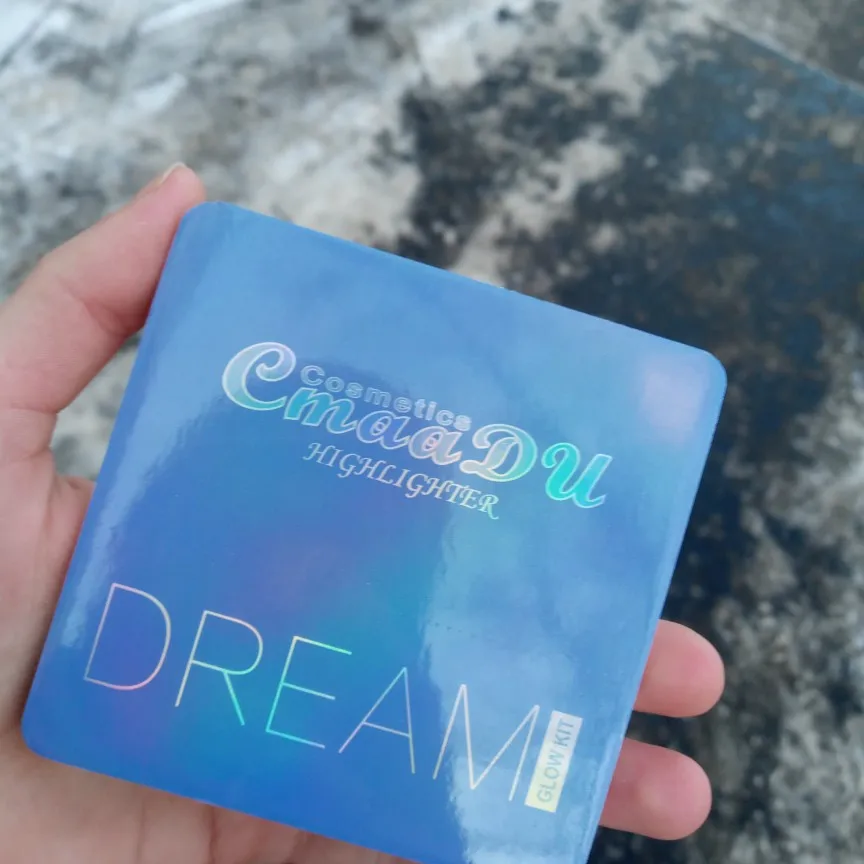 Cosmetics
CmaaDu
HIGHLIGHTER
DREAM
GLOW KIT